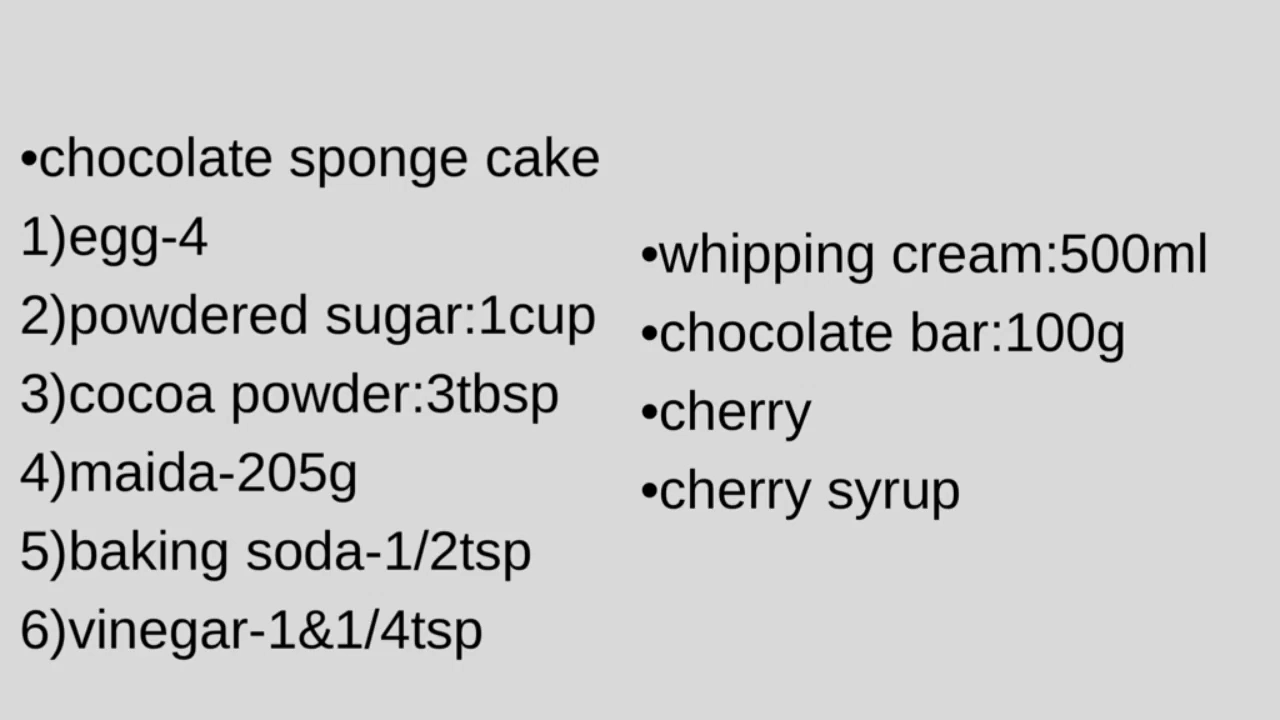 •chocolate sponge cake
1)egg-4
2)powdered sugar:1cup
3)cocoa powder:3tbsp
4)maida-205g
5)baking soda-1/2tsp
6)vinegar-1&1/4tsp
•whipping cream:500ml
•chocolate bar:100g
•cherry
•cherry syrup